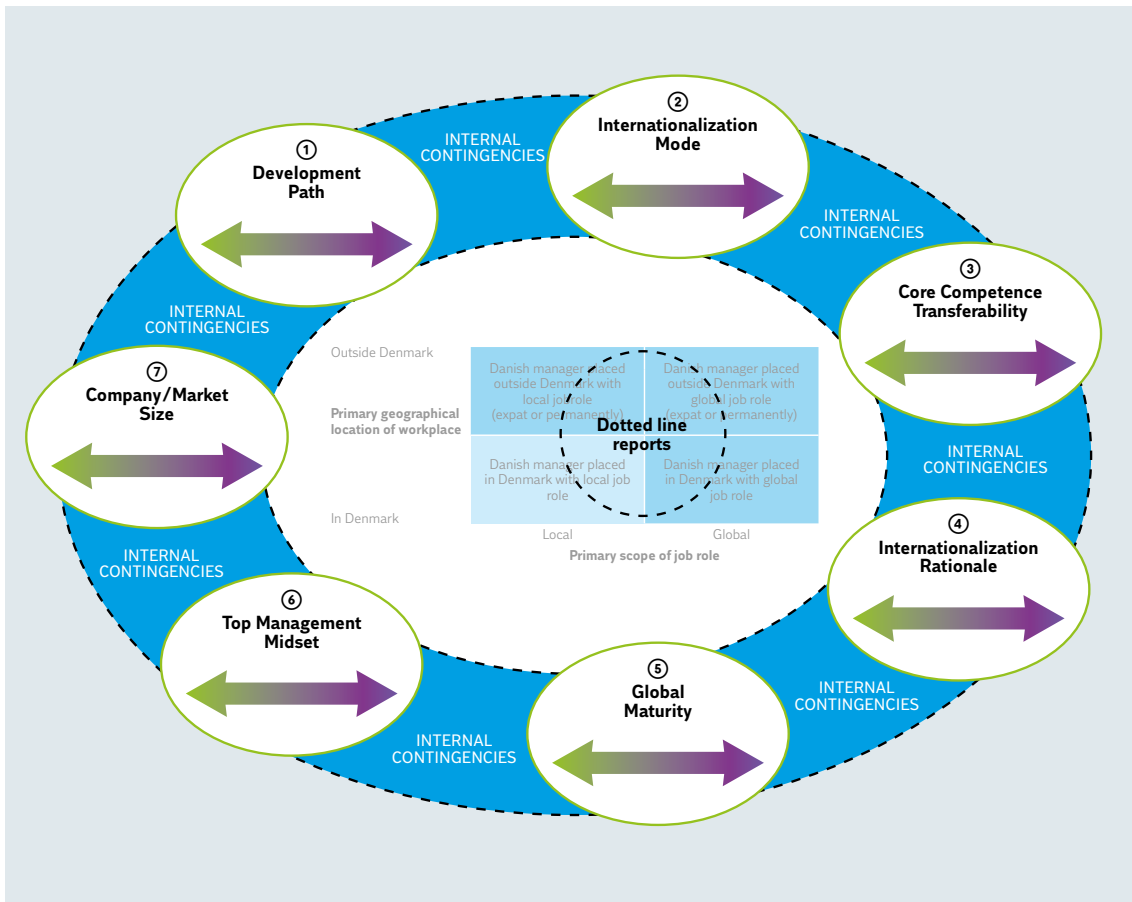 ①
Development
Path
INTERNAL
CONTINGENCIES
②
Internationalization
Mode
INTERNAL
CONTINGENCIES
③
Core Competence
Transferability
INTERNAL
CONTINGENCIES
④
Internationalization
Rationale
INTERNAL
CONTINGENCIES
⑤
Global
Maturity
INTERNAL
CONTINGENCIES
⑥
Top Management
Midset
INTERNAL
CONTINGENCIES
⑦
Company/Market
Size
INTERNAL
CONTINGENCIES
Outside Denmark
Primary geographical
location of workplace
In Denmark
Danish manager placed
outside Denmark with
local jobrole
(expat or permanently)
Danish manager placed
outside Denmark with
global job role
(expat or permanently)
Dotted line
reports
Danish manager placed
in Denmark with local job
role
Danish manager placed
in Denmark with global
job role
Local
Global
Primary scope of job role